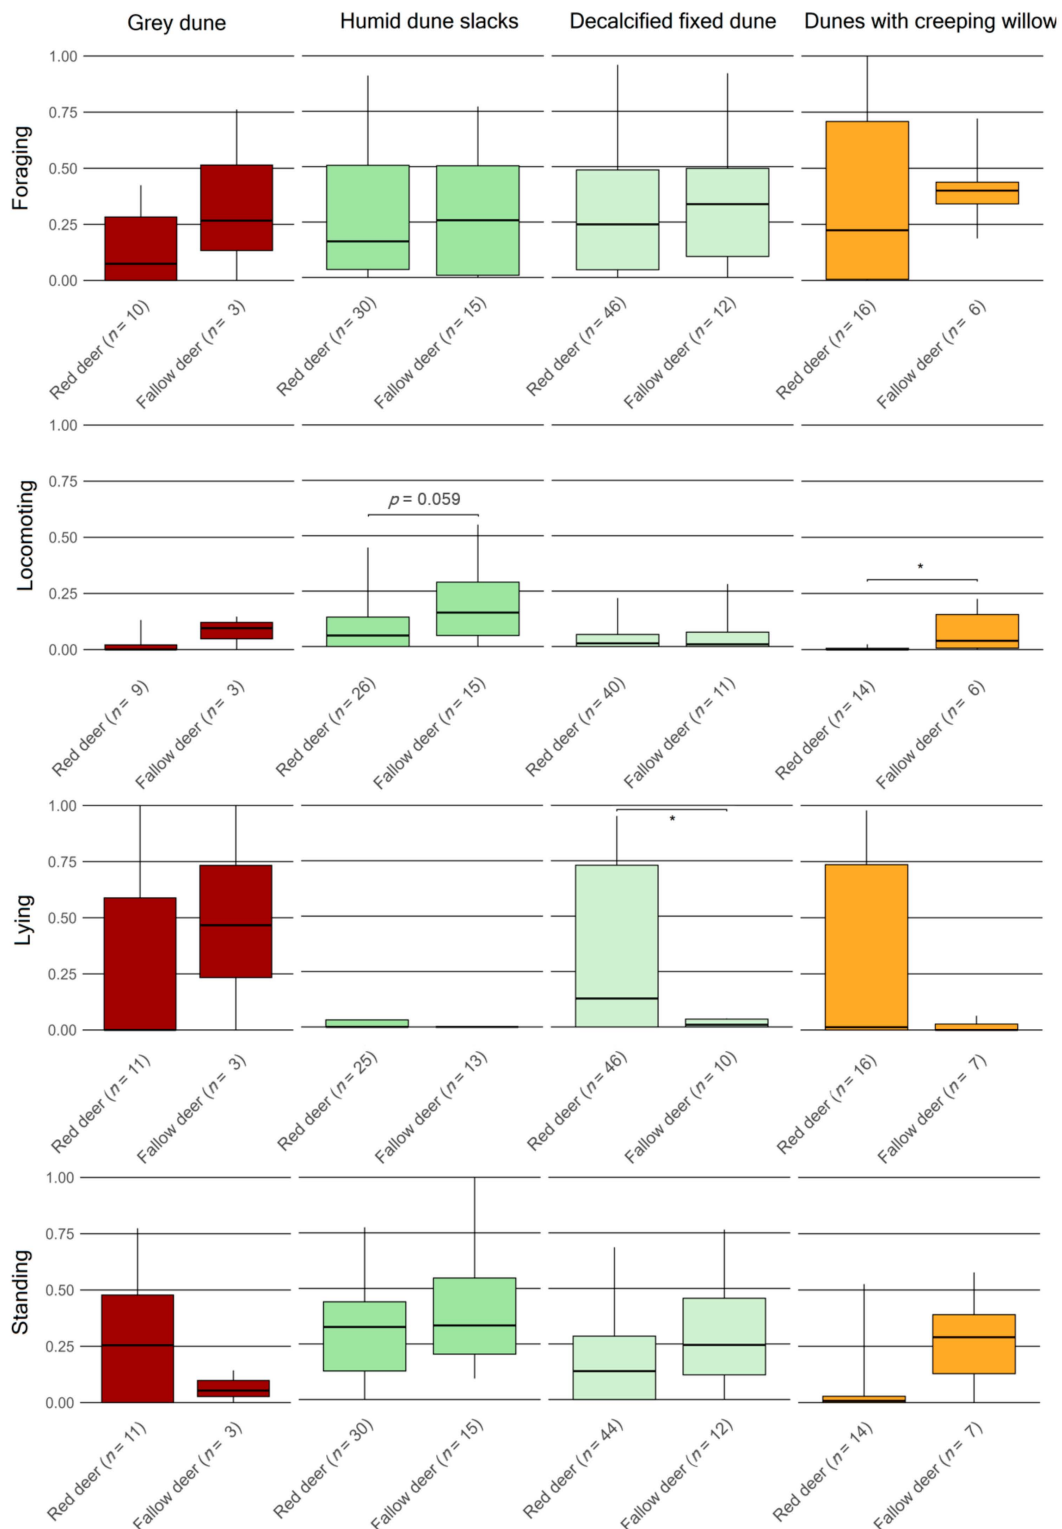 Grey dune Humid dune slacks Decalcified fixed dune Dunes with creeping willow
Foraging
1.00
0.75
0.50
0.25
0.00
Red deer (n = 10) Fallow deer (n = 3) Red deer (n = 30) Fallow deer (n = 15) Red deer (n = 46) Fallow deer (n = 12) Red deer (n = 16) Fallow deer (n = 6)
Locomoting
1.00
0.75
p = 0.059
0.50
*
0.25
0.00
Red deer (n = 9) Fallow deer (n = 3) Red deer (n = 26) Fallow deer (n = 15) Red deer (n = 40) Fallow deer (n = 11) Red deer (n = 14) Fallow deer (n = 6)
Lying
1.00
*
0.75
0.50
0.25
0.00
Red deer (n = 11) Fallow deer (n = 3) Red deer (n = 25) Fallow deer (n = 13) Red deer (n = 46) Fallow deer (n = 10) Red deer (n = 16) Fallow deer (n = 7)
Standing
1.00
0.75
0.50
0.25
0.00
Red deer (n = 11) Fallow deer (n = 3) Red deer (n = 30) Fallow deer (n = 15) Red deer (n = 44) Fallow deer (n = 12) Red deer (n = 14) Fallow deer (n = 7)